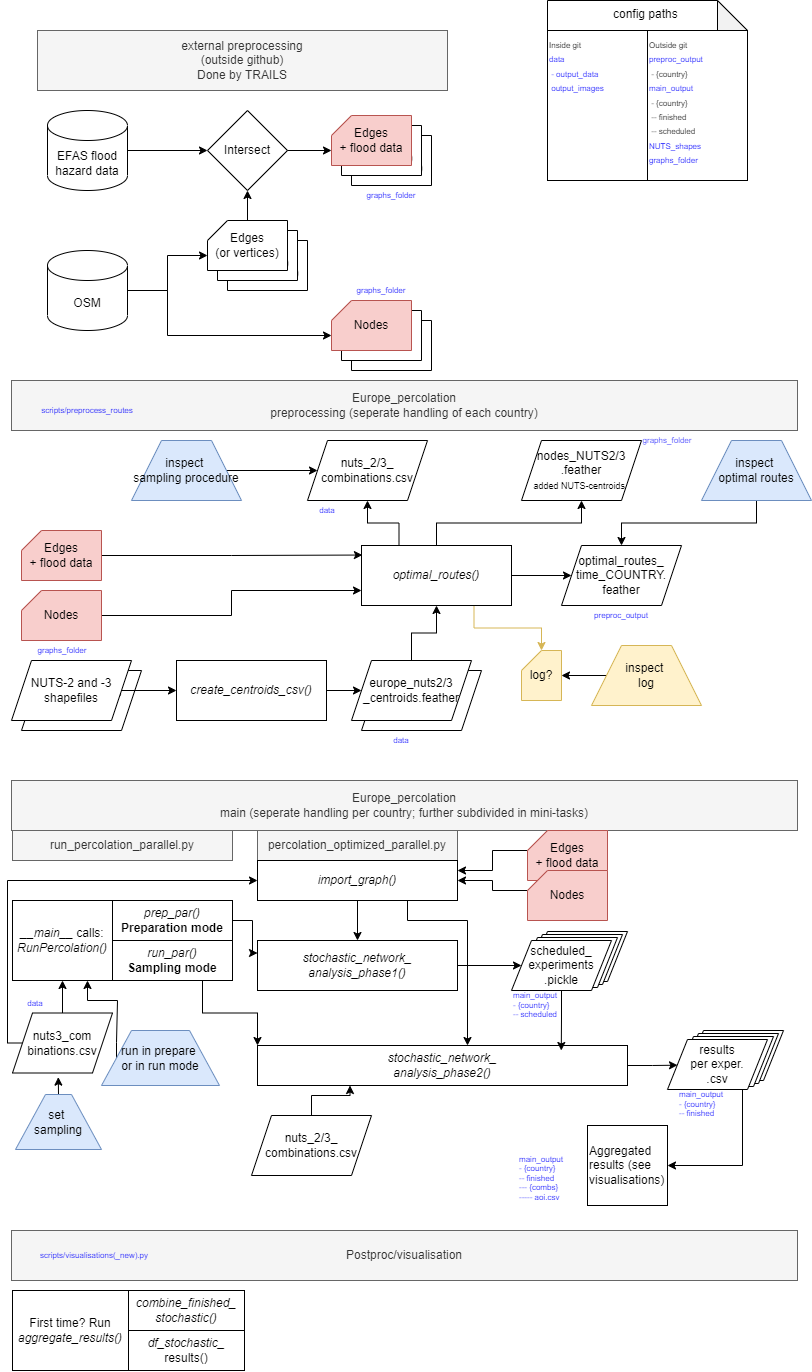 config paths
Inside git
data
- output_data
output_images
Outside git
preproc_output
- {country}
main_output
- {country}
-- finished
-- scheduled
NUTS_shapes
graphs_folder
external preprocessing
(outside github)
Done by TRAILS
EFAS flood
hazard data
Intersect
Edges
+ flood data
graphs_folder
Edges
(or vertices)
OSM
graphs_folder
Nodes
Europe_percolation
scripts/preprocess_routes
preprocessing (seperate handling of each country)
inspect
sampling procedure
nuts_2/3_
combinations.csv
data
nodes_NUTS2/3
.feather
added NUTS-centroids
graphs_folder
inspect
optimal routes
Edges
+ flood data
optimal_routes()
optimal_routes_
time_COUNTRY.
feather
preproc_output
Nodes
graphs_folder
NUTS-2 and -3
shapefiles
create_centroids_csv()
europe_nuts2/3
_centroids.feather
data
log?
inspect
log
Europe_percolation
main (seperate handling per country; further subdivided in mini-tasks)
run_percolation_parallel.py
percolation_optimized_parallel.py
Edges
+ flood data
import_graph()
Nodes
__main__ calls:
RunPercolation()
prep_par()
Preparation mode
run_par()
Sampling mode
stochastic_network_
analysis_phase1()
scheduled_
experiments
.pickle
main_output
- {country}
-- scheduled
data
nuts3_com
binations.csv
run in prepare
or in run mode
stochastic_network_
analysis_phase2()
results
per exper.
.csv
main_output
- {country}
-- finished
set
sampling
nuts_2/3_
combinations.csv
main_output
- {country}
-- finished
--- {combs}
----- aoi.csv
Aggregated
results (see
visualisations)
scripts/visualisations(_new).py
Postproc/visualisation
First time? Run
aggregate_results()
combine_finished_
stochastic()
df_stochastic_
results()